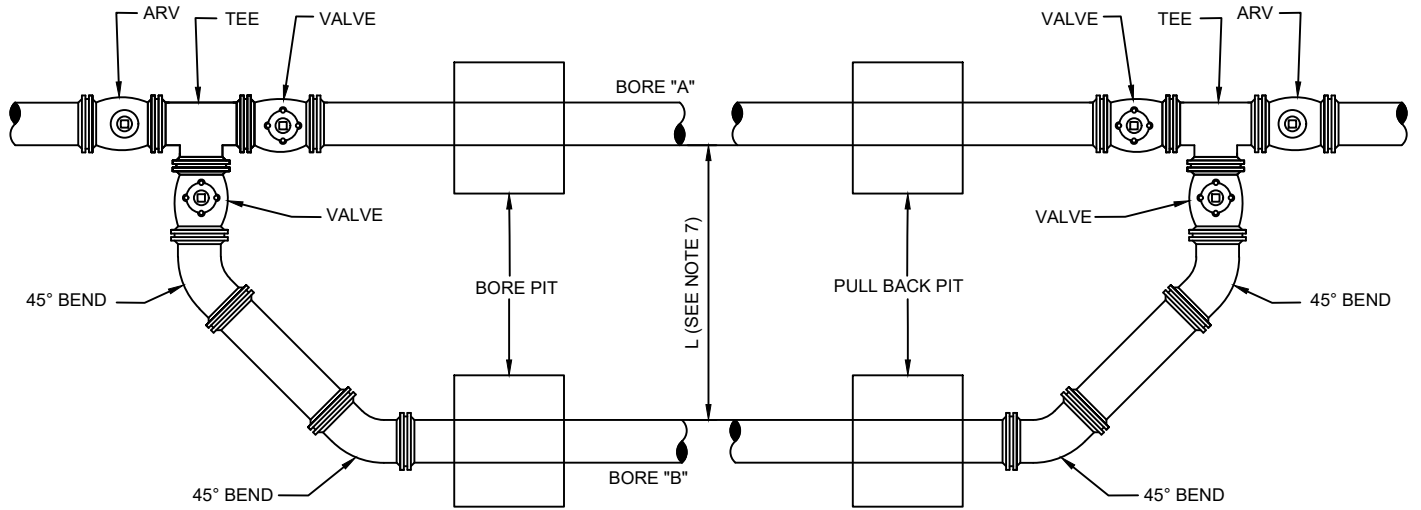 ARV
TEE
VALVE
VALVE
TEE
ARV
BORE "A"
VALVE
VALVE
L (SEE NOTE 7)
45° BEND
BORE PIT
PULL BACK PIT
45° BEND
BORE "B"
45° BEND
45° BEND